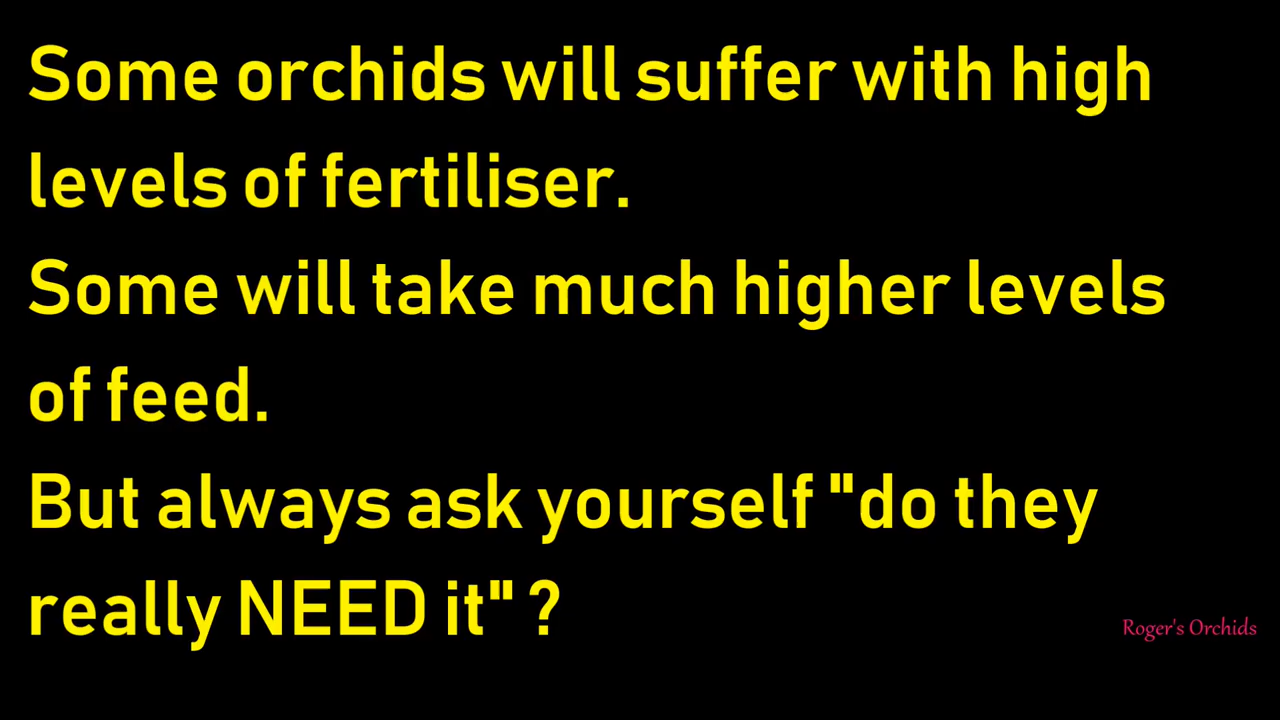 Some orchids will suffer with high
levels of fertiliser.
Some will take much higher levels
of feed.
But always ask yourself "do they
really NEED it" ?
Roger's Orchids